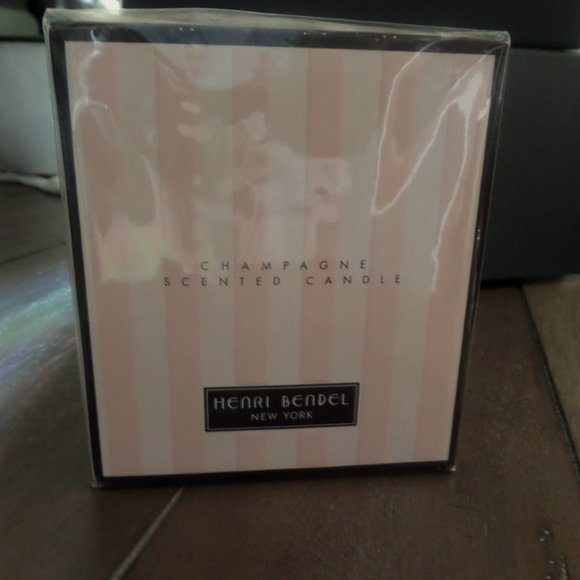 CHAMPAGNE
SCENTED CANDLE
HENRI BENDEL
NEW YORK